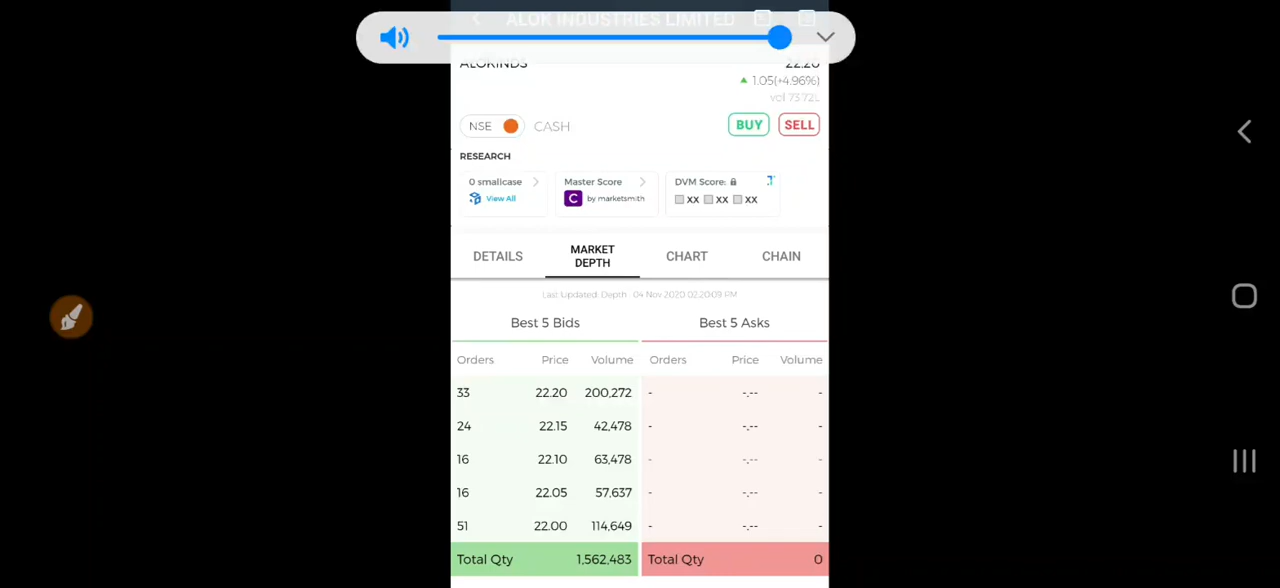 ALOK INDUSTRIES LIMITED
ALOKINDS 22.20
1.05(+4.96%)
vol 73.72L
NSE CASH BUY SELL
RESEARCH
0 smallcase Master Score DVM Score:
View All C by marketsmith XX XX XX
DETAILS MARKET DEPTH CHART CHAIN
Last Updated: Depth : 04 Nov 2020 02:20:09 PM
Best 5 Bids Best 5 Asks
Orders Price Volume Orders Price Volume
33 22.20 200,272 - -.-- -
24 22.15 42,478 - -.-- -
16 22.10 63,478 - -.-- -
16 22.05 57,637 - -.-- -
51 22.00 114,649 - -.-- -
Total Qty 1,562,483 Total Qty 0